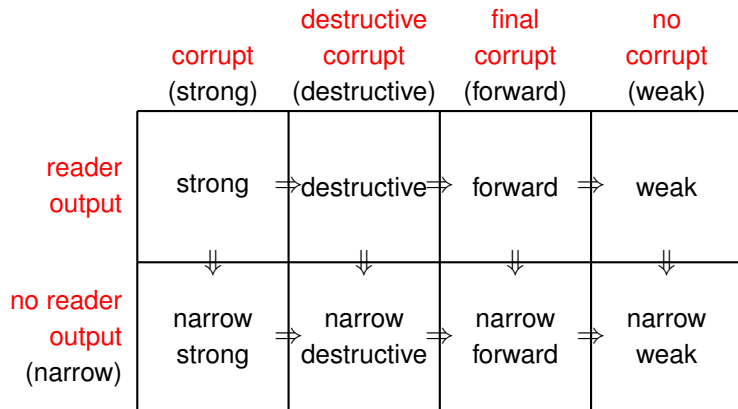 destructive final no
corrupt corrupt corrupt corrupt
(strong) (destructive) (forward) (weak)
reader
output
strong ⇒ destructive ⇒ forward ⇒ weak
⇓ ⇓ ⇓ ⇓
no reader
output
(narrow)
narrow narrow narrow narrow
⇒ ⇒ ⇒
strong destructive forward weak